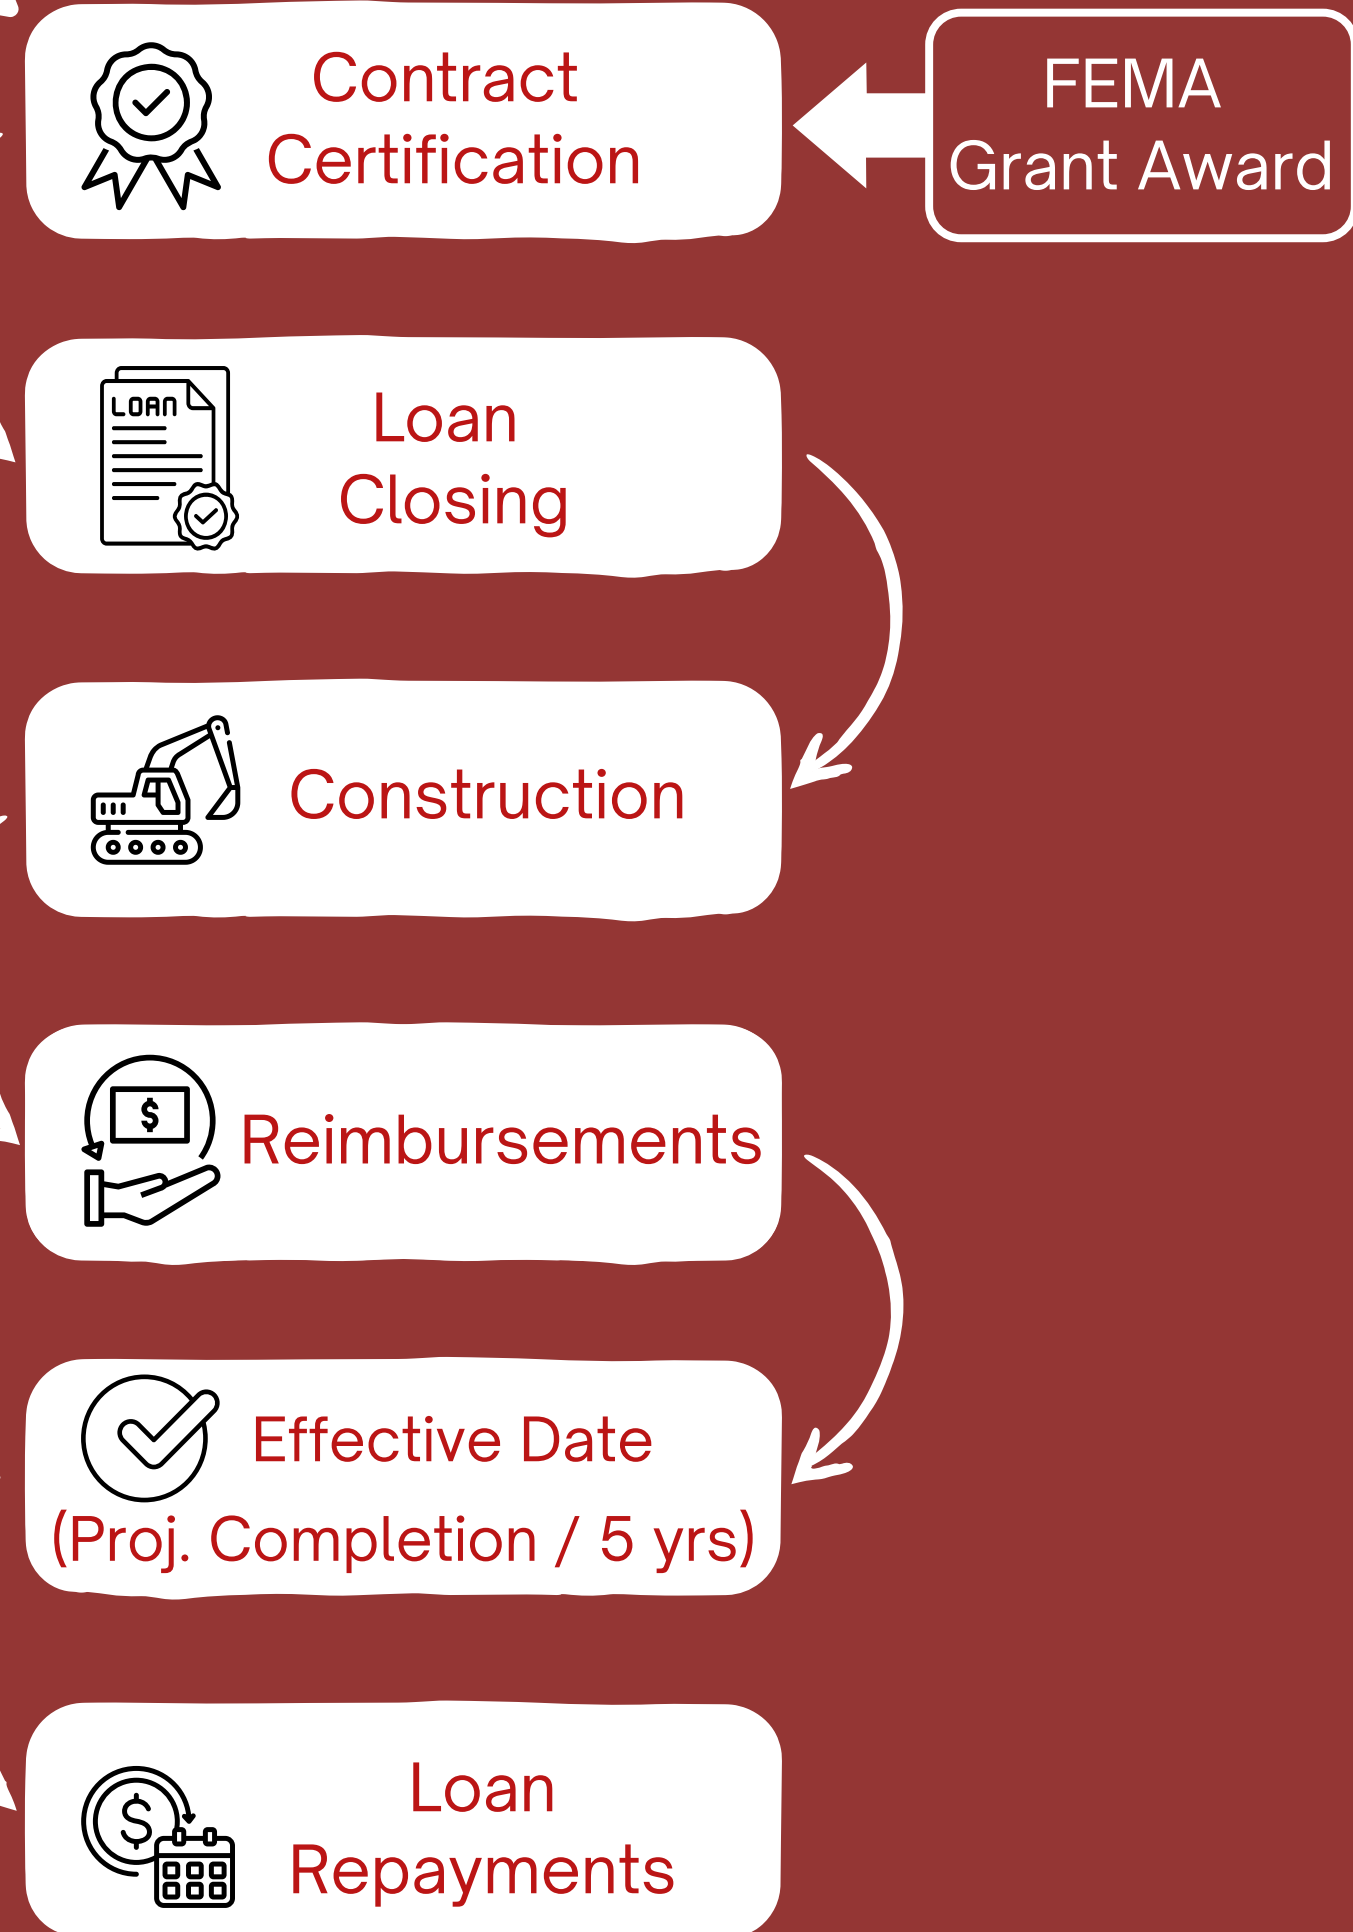 Contract
Certification
FEMA
Grant Award
LOAN
Loan
Closing
Construction
$
Reimbursements
Effective Date
(Proj. Completion / 5 yrs)
$
Loan
Repayments